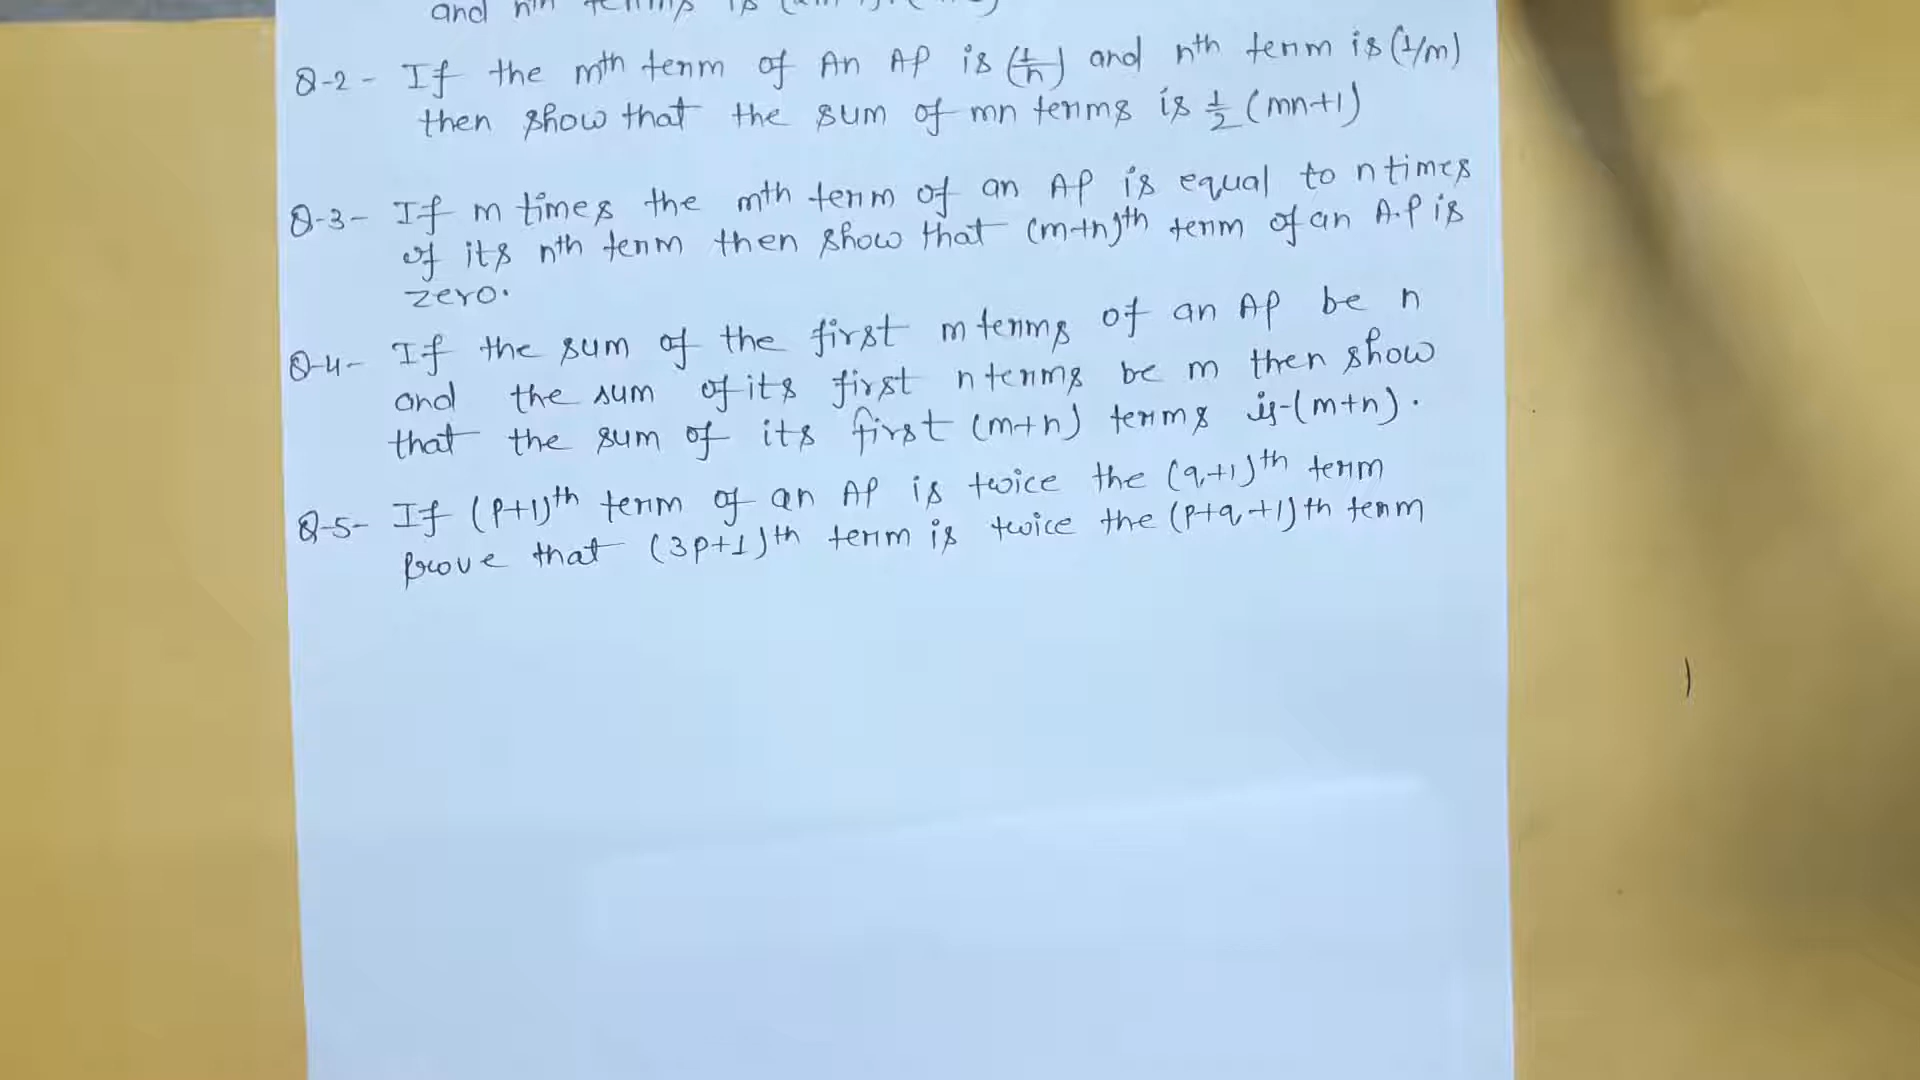 and nth terms is
Q-2- If the mth term of An AP is (1/n) and nth term is (1/m)
then show that the sum of mn terms is 1/2 (mn+1)
Q-3- If m times the mth term of an AP is equal to n times
of its nth term then show that (m+n)th term of an A.P is
zero.
Q-4- If the sum of the first m terms of an AP be n
and the sum of its first n terms be m then show
that the sum of its first (m+n) terms is -(m+n).
Q-5- If (p+1)th term of an AP is twice the (q+1)th term
prove that (3p+1)th term is twice the (p+q+1)th term